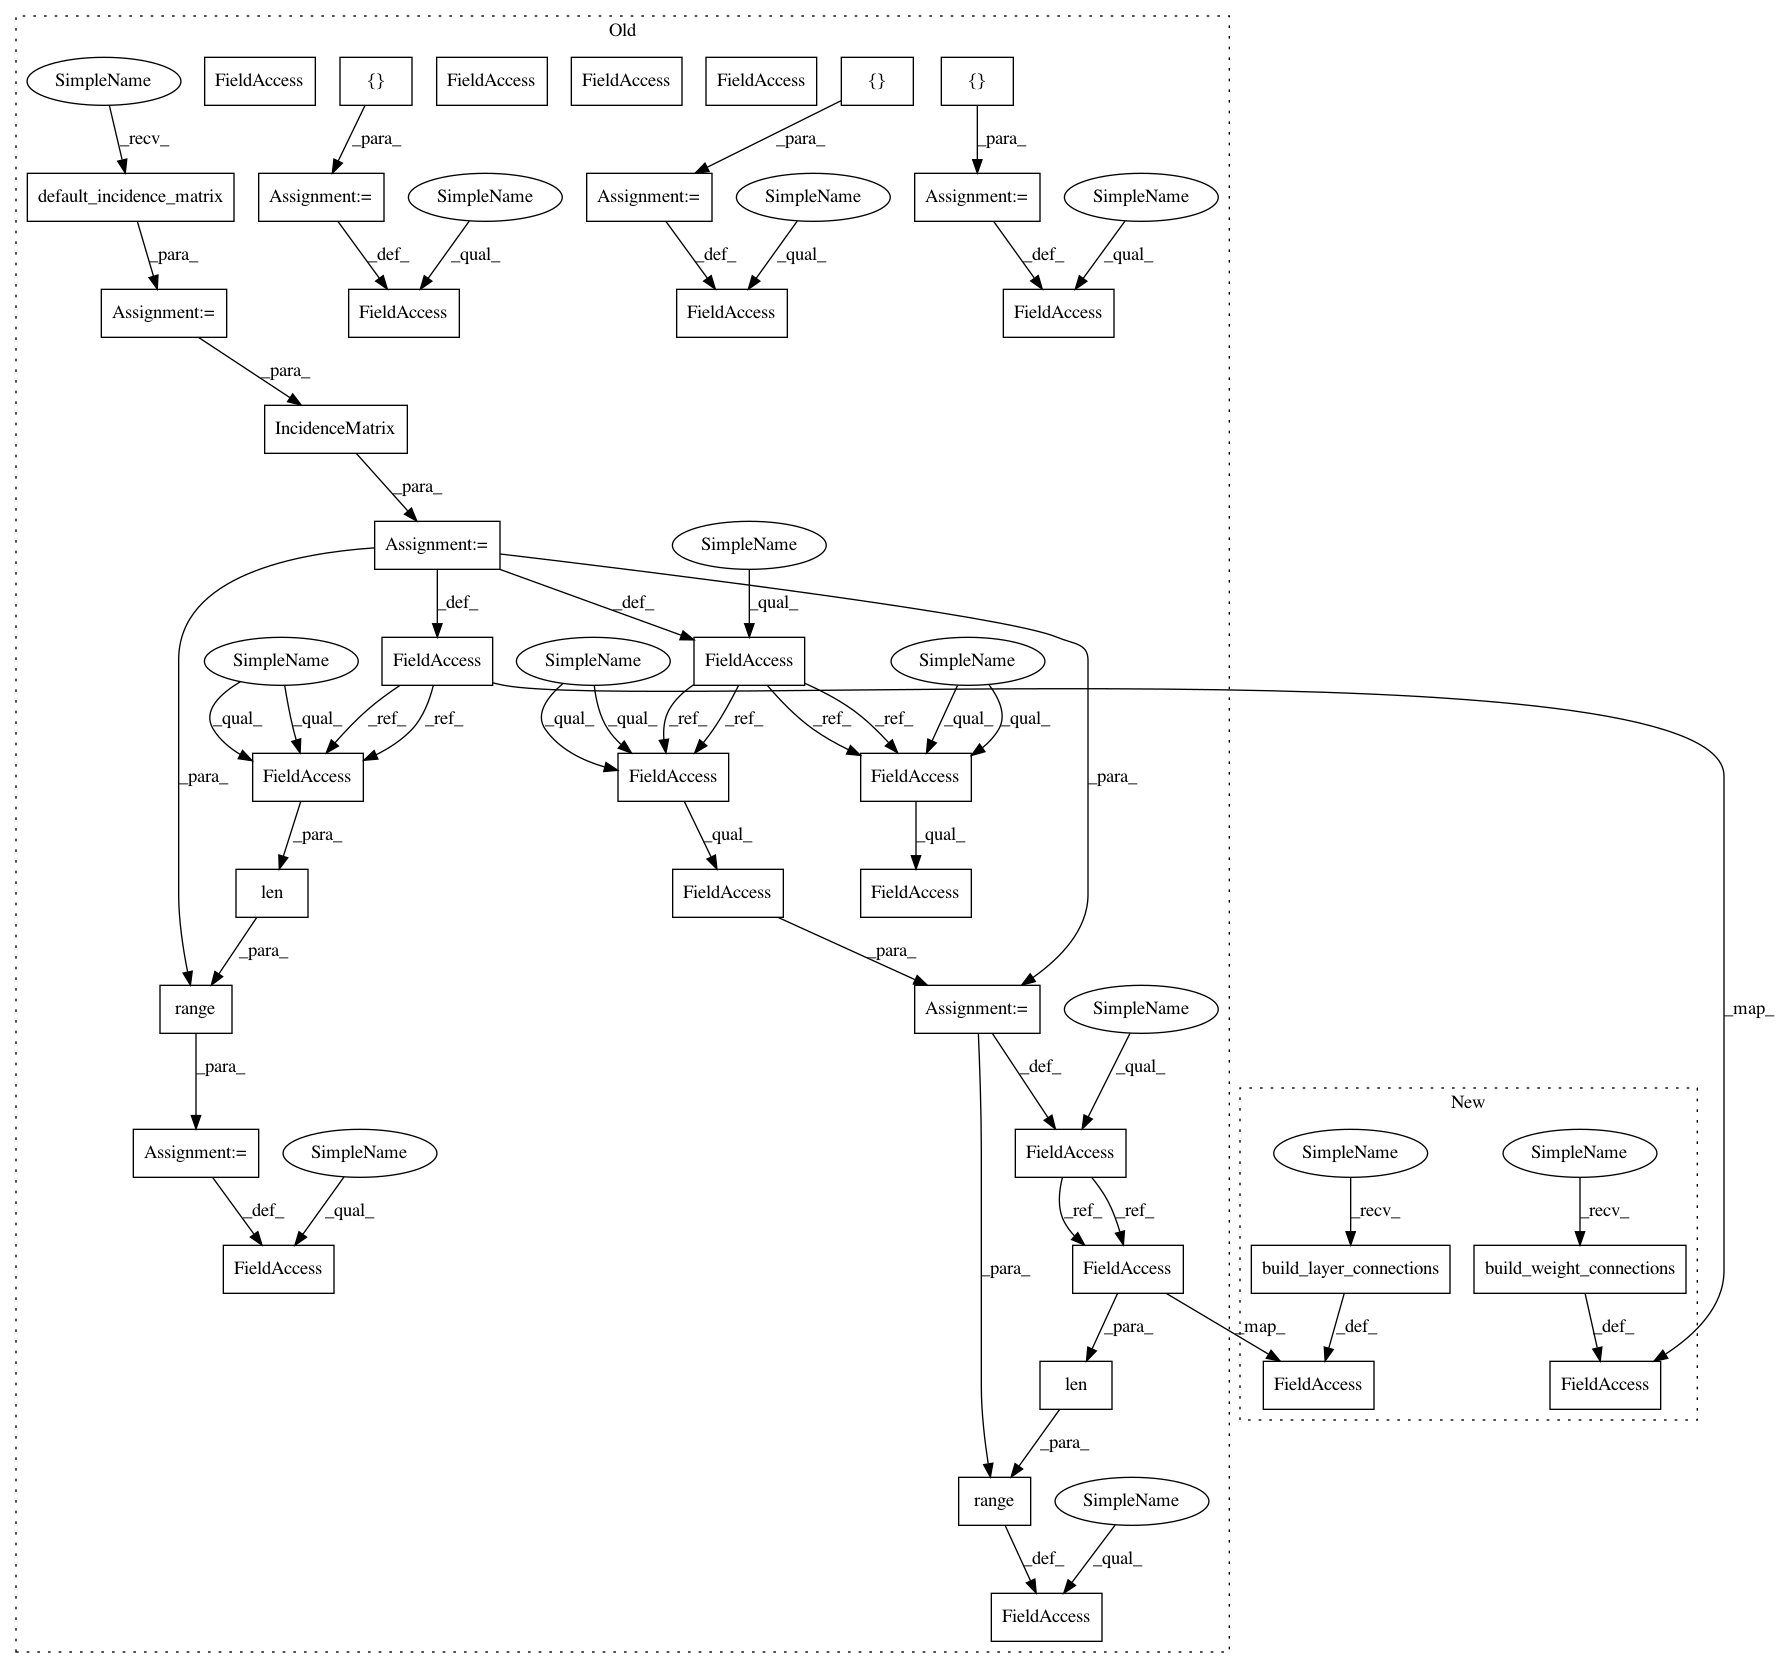 Old
SimpleName
FieldAccess
{}
FieldAccess
FieldAccess
FieldAccess
{}
{}
_recv_
_para_
_para_
_para_
default_incidence_matrix
Assignment:=
SimpleName
Assignment:=
SimpleName
Assignment:=
SimpleName
_para_
_def_
_qual_
_def_
_qual_
_def_
_qual_
Assignment:=
FieldAccess
FieldAccess
FieldAccess
_para_
IncidenceMatrix
_para_
Assignment:=
SimpleName
_def_
_def_
_qual_
SimpleName
FieldAccess
SimpleName
FieldAccess
SimpleName
_qual_
_qual_
_ref_
_ref_
_qual_
_qual_
_ref_
_ref_
_ref_
_ref_
_qual_
_qual_
_para_
FieldAccess
FieldAccess
FieldAccess
_para_
_para_
_qual_
_qual_
len
FieldAccess
FieldAccess
_para_
_para_
range
Assignment:=
SimpleName
_map_
_para_
_def_
_qual_
New
Assignment:=
SimpleName
FieldAccess
SimpleName
SimpleName
_def_
_qual_
_ref_
_ref_
_recv_
_recv_
FieldAccess
_para_
FieldAccess
build_layer_connections
build_weight_connections
_para_
_map_
_def_
_def_
len
FieldAccess
FieldAccess
_para_
range
SimpleName
_def_
_qual_
FieldAccess